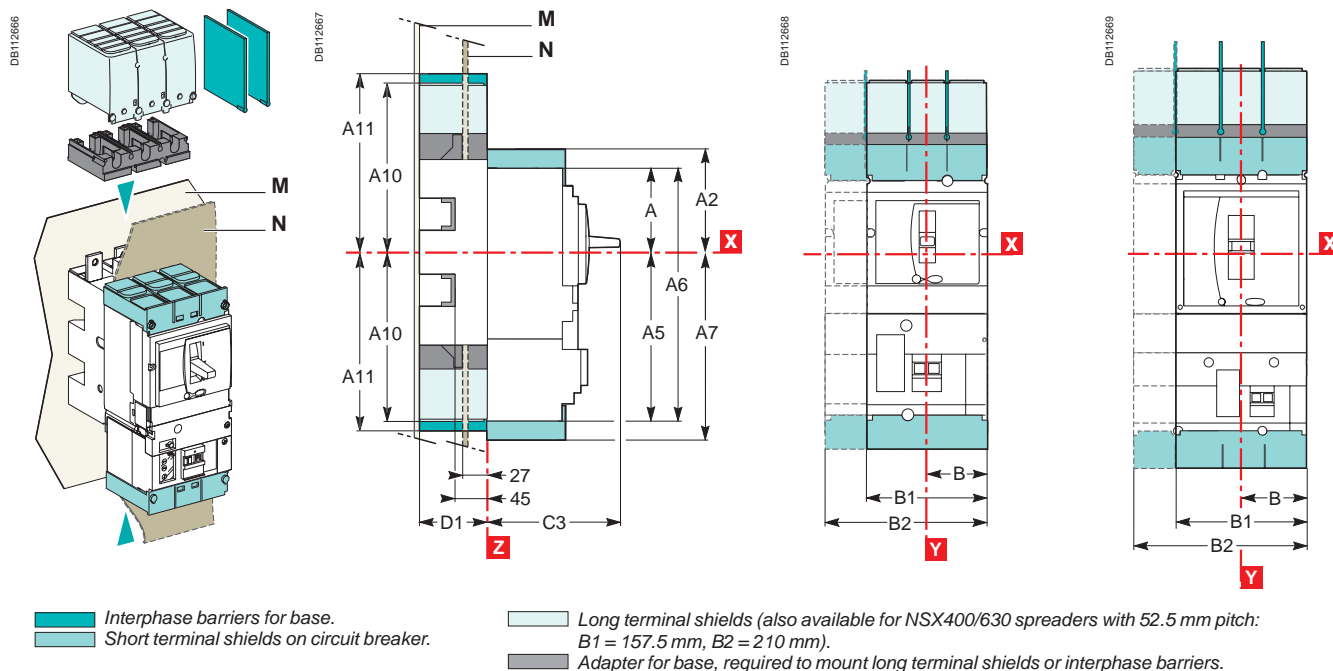 DB112666
M
N
DB112667
M
N
A11
A10
A
A2
X
A6
A10
A5
A7
A11
27
45
D1
C3
Z
DB112668
X
B
B1
B2
Y
DB112669
X
B
B1
B2
Y
Interphase barriers for base.
Short terminal shields on circuit breaker.
Long terminal shields (also available for NSX400/630 spreaders with 52.5 mm pitch:
B1 = 157.5 mm, B2 = 210 mm).
Adapter for base, required to mount long terminal shields or interphase barriers.